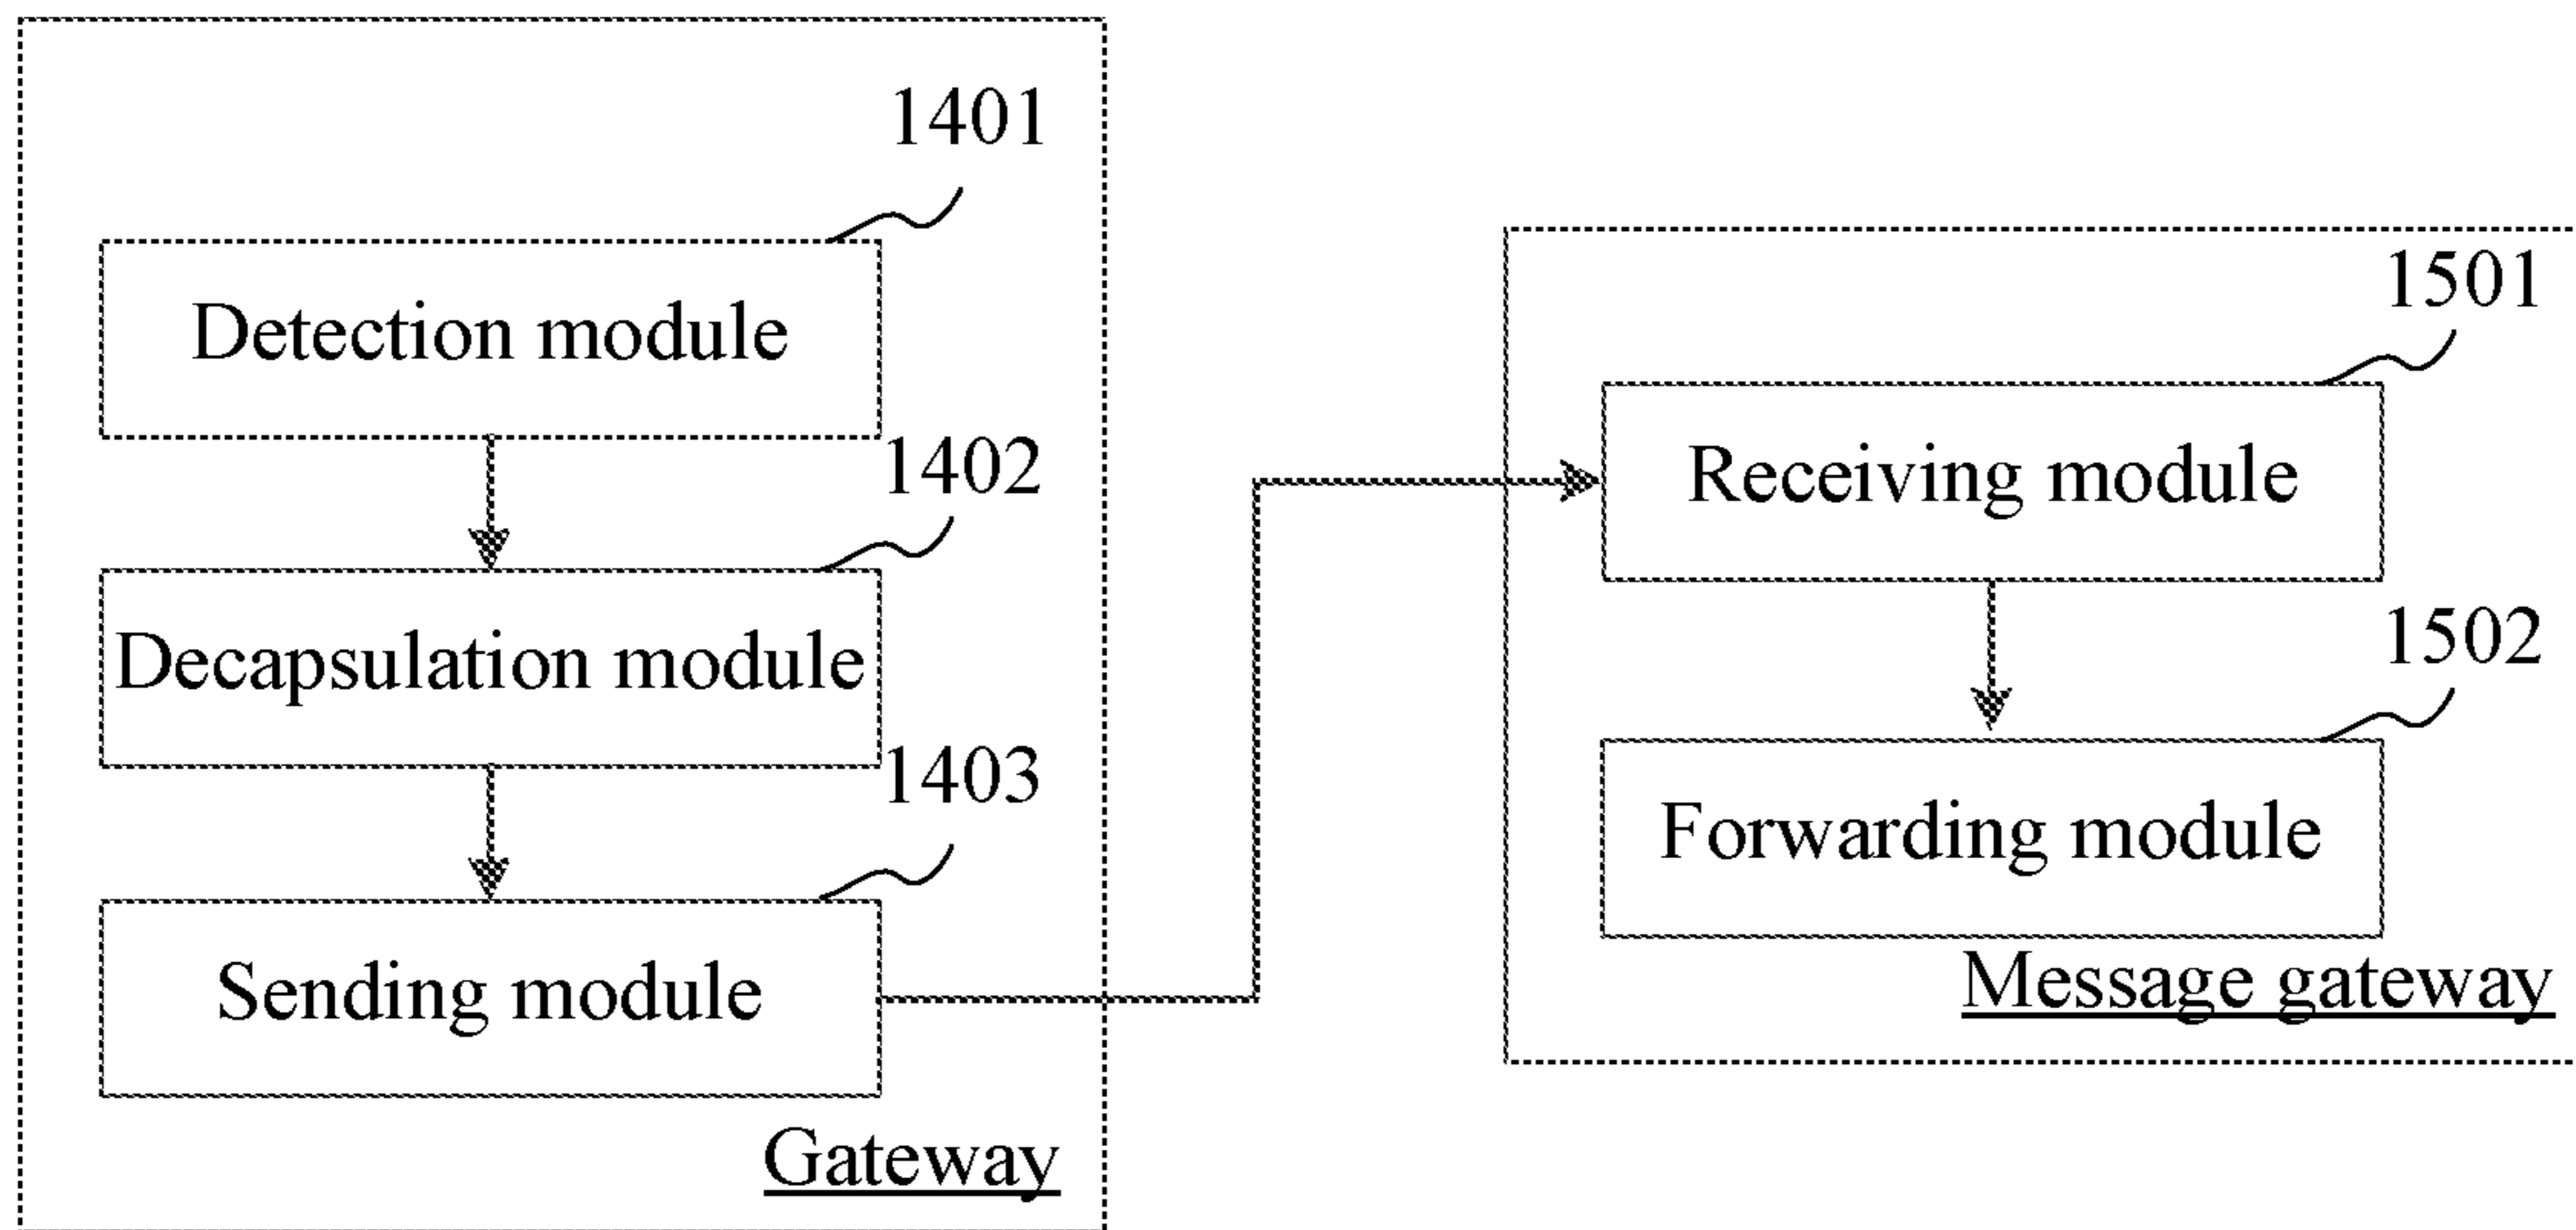 1401
Detection module
1402
Decapsulation module
1403
Sending module
Gateway
1501
Receiving module
1502
Forwarding module
Message gateway